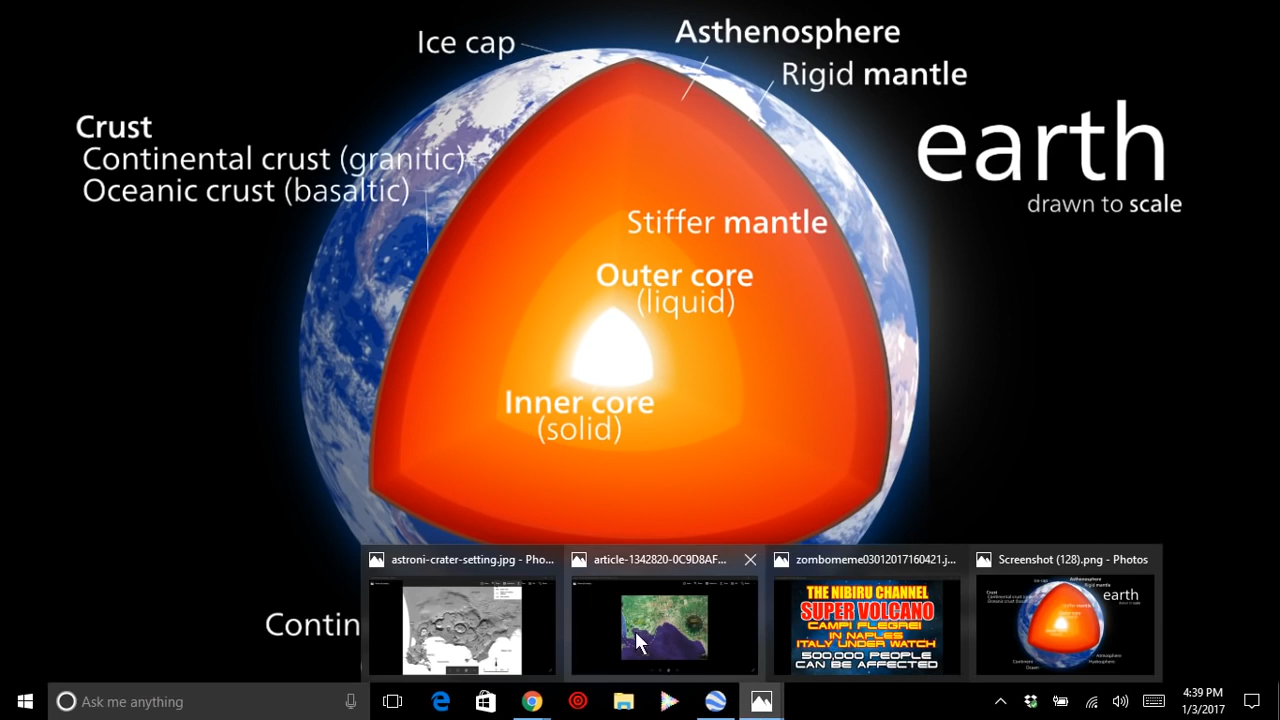 Ice cap
Asthenosphere
Rigid mantle
Crust
Continental crust (granitic)
Oceanic crust (basaltic)
earth
drawn to scale
Stiffer mantle
Outer core
(liquid)
Inner core
(solid)
Contin
astroni-crater-setting.jpg - Pho...
article-1342820-0C9D8AF...
zombomeme03012017160421.j...
Screenshot (128).png - Photos
THE NIBIRU CHANNEL
SUPER VOLCANO
CAMPI FLEGREI
IN NAPLES
ITALY UNDER WATCH
500,000 PEOPLE
CAN BE AFFECTED
earth
Ask me anything
4:39 PM
1/3/2017